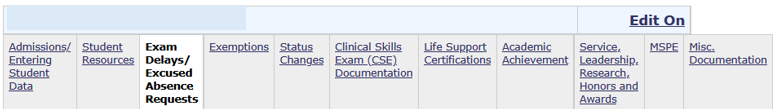 Edit On
Admissions/
Entering
Student
Data
Student
Resources
Exam
Delays/
Excused
Absence
Requests
Exemptions
Status
Changes
Clinical Skills
Exam (CSE)
Documentation
Life Support
Certifications
Academic
Achievement
Service,
Leadership,
Research,
Honors and
Awards
MSPE
Misc.
Documentation